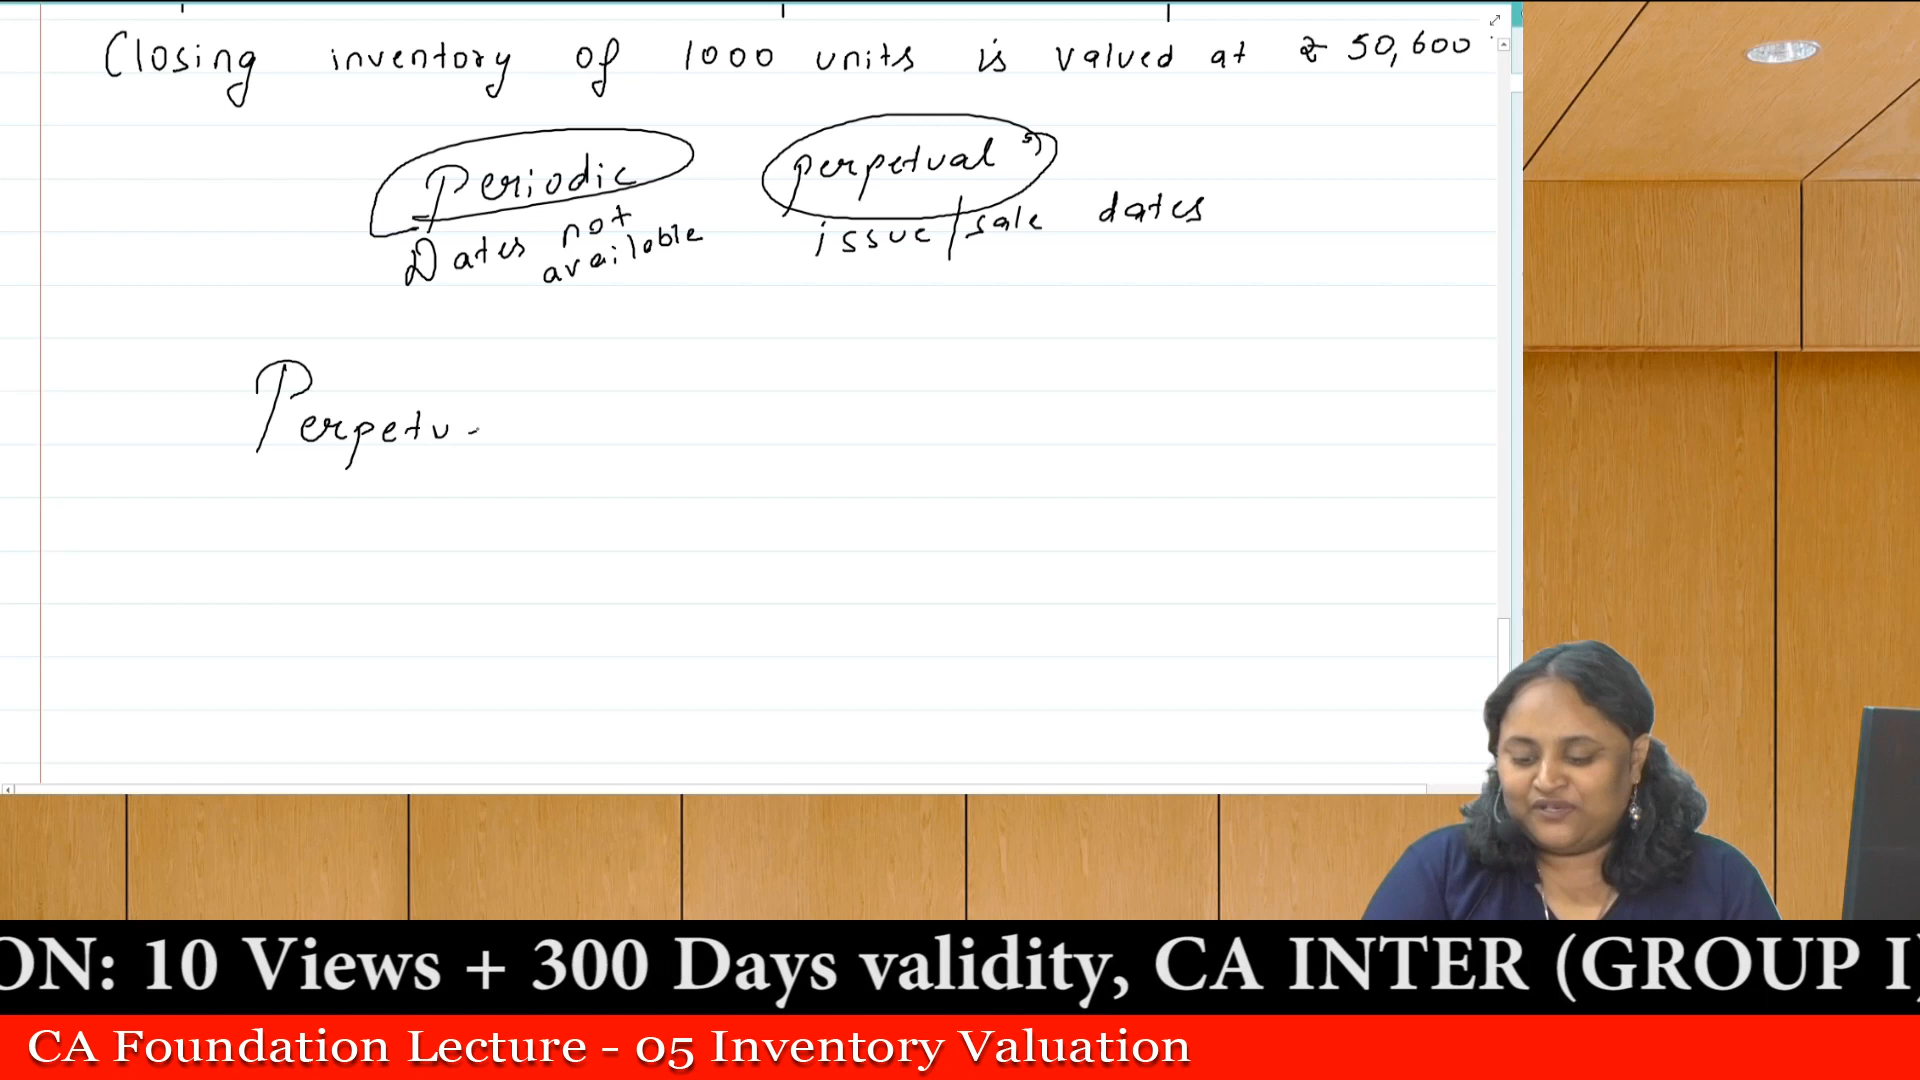 Closing inventory of 1000 units is valued at ₹ 50,600
Periodic perpetual
Dates not available issue/sale dates
Perpetu
ON: 10 Views + 300 Days validity, CA INTER (GROUP I)
CA Foundation Lecture - 05 Inventory Valuation